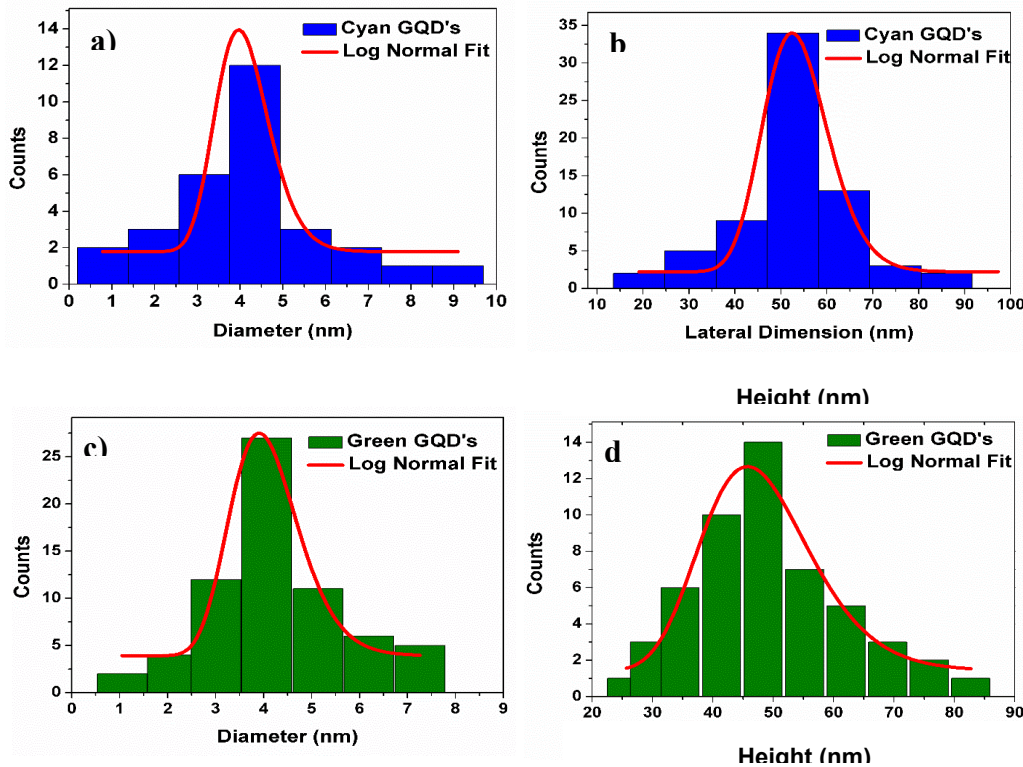 a)
Cyan GQD's
Log Normal Fit
Counts
14
12
10
8
6
4
2
0
0 1 2 3 4 5 6 7 8 9 10
Diameter (nm)
b
Cyan GQD's
Log Normal Fit
Counts
35
30
25
20
15
10
5
0
10 20 30 40 50 60 70 80 90 100
Lateral Dimension (nm)
Height (nm)
c)
Green GQD's
Log Normal Fit
Counts
25
20
15
10
5
0
0 1 2 3 4 5 6 7 8 9
Diameter (nm)
d
Green GQD's
Log Normal Fit
Counts
14
12
10
8
6
4
2
0
20 30 40 50 60 70 80 90
Height (nm)